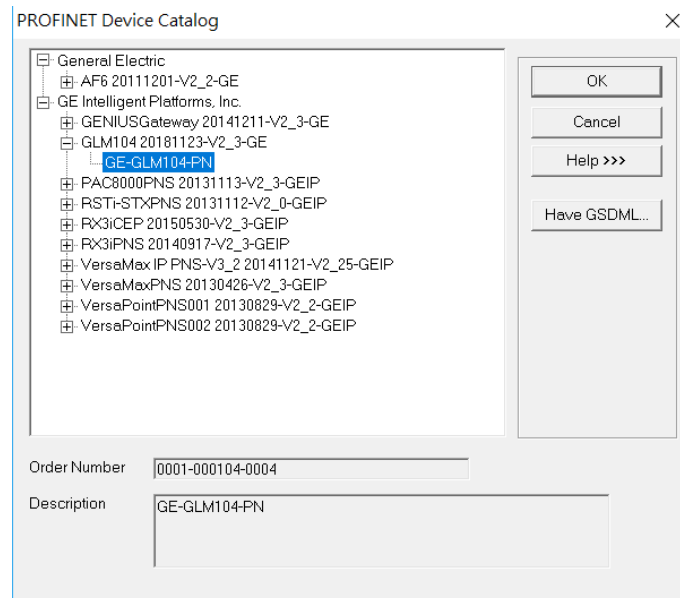 PROFINET Device Catalog
General Electric
AF6 20111201-V2_2-GE
GE Intelligent Platforms, Inc.
GENIUSGateway 20141211-V2_3-GE
GLM104 20181123-V2_3-GE
GE-GLM104-PN
PAC8000PNS 20131113-V2_3-GEIP
RSTi-STXPNS 20131112-V2_0-GEIP
RX3iCEP 20150530-V2_3-GEIP
RX3iPNS 20140917-V2_3-GEIP
VersaMax IP PNS-V3_2 20141121-V2_25-GEIP
VersaMaxPNS 20130426-V2_3-GEIP
VersaPointPNS001 20130829-V2_2-GEIP
VersaPointPNS002 20130829-V2_2-GEIP
OK
Cancel
Help >>>
Have GSDML...
Order Number 0001-000104-0004
Description GE-GLM104-PN